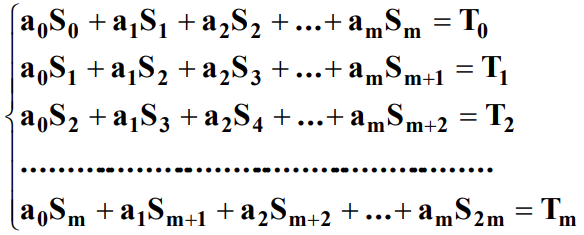 a₀S₀ + a₁S₁ + a₂S₂ + ...+ aₘSₘ = T₀
a₀S₁ + a₁S₂ + a₂S₃ + ...+ aₘSₘ₊₁ = T₁
a₀S₂ + a₁S₃ + a₂S₄ + ...+ aₘSₘ₊₂ = T₂
......................................................
a₀Sₘ + a₁Sₘ₊₁ + a₂Sₘ₊₂ + ...+ aₘS₂ₘ = Tₘ